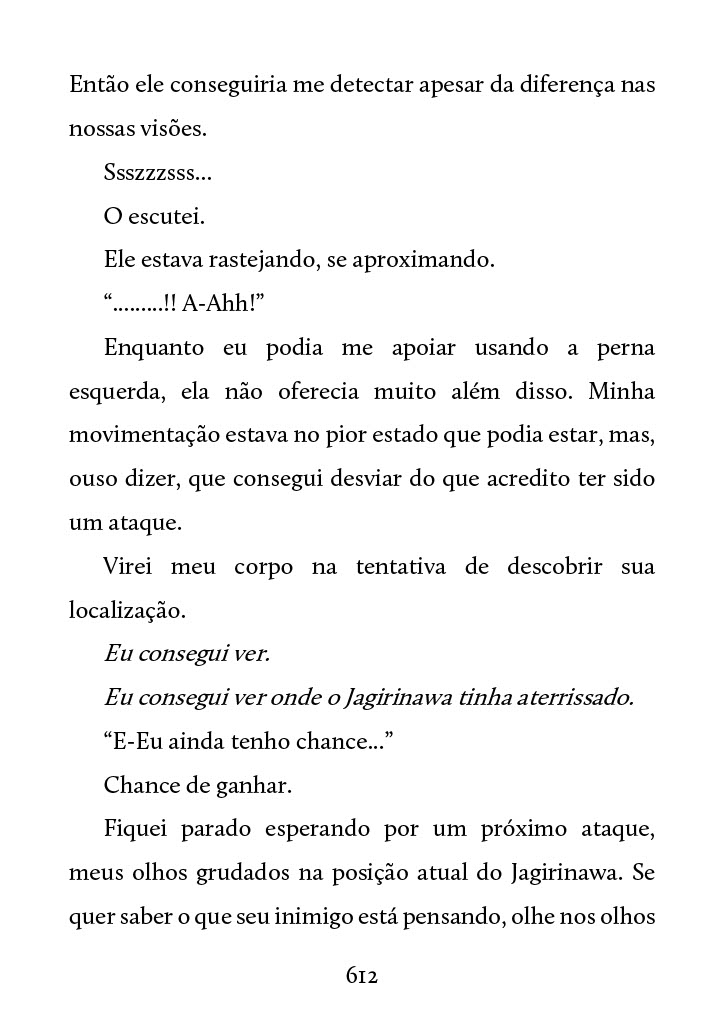 Então ele conseguiria me detectar apesar da diferença nas
nossas visões.
Ssszzzsss...
O escutei.
Ele estava rastejando, se aproximando.
“.........!! A-Ahh!”
Enquanto eu podia me apoiar usando a perna
esquerda, ela não oferecia muito além disso. Minha
movimentação estava no pior estado que podia estar, mas,
ouso dizer, que consegui desviar do que acredito ter sido
um ataque.
Virei meu corpo na tentativa de descobrir sua
localização.
Eu consegui ver.
Eu consegui ver onde o Jagirinawa tinha aterrissado.
“E-Eu ainda tenho chance...”
Chance de ganhar.
Fiquei parado esperando por um próximo ataque,
meus olhos grudados na posição atual do Jagirinawa. Se
quer saber o que seu inimigo está pensando, olhe nos olhos
612